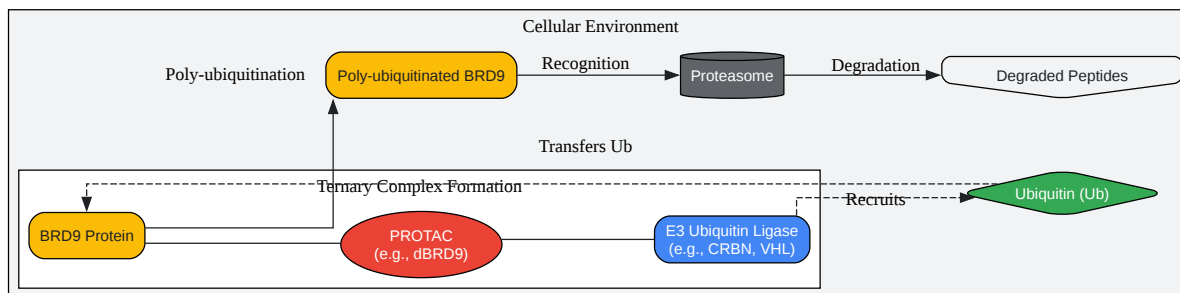 Cellular Environment
Poly-ubiquitination
Poly-ubiquitinated BRD9
Recognition
Proteasome
Degradation
Degraded Peptides
Transfers Ub
Ternary Complex Formation
Recruits
Ubiquitin (Ub)
BRD9 Protein
PROTAC
(e.g., dBRD9)
E3 Ubiquitin Ligase
(e.g., CRBN, VHL)